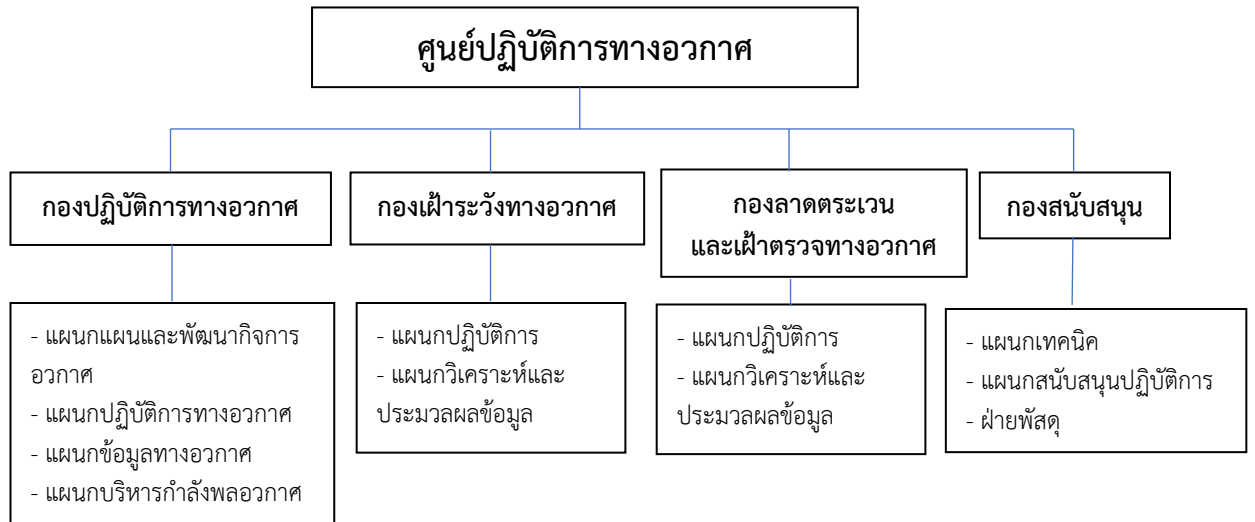 ศูนย์ปฏิบัติการทางอวกาศ
กองปฏิบัติการทางอวกาศ
กองเฝ้าระวังทางอวกาศ
กองลาดตระเวน
และเฝ้าตรวจทางอวกาศ
กองสนับสนุน
- แผนกแผนและพัฒนากิจการ
อวกาศ
- แผนกปฏิบัติการทางอวกาศ
- แผนกข้อมูลทางอวกาศ
- แผนกบริหารกำลังพลอวกาศ
- แผนกปฏิบัติการ
- แผนกวิเคราะห์และ
ประมวลผลข้อมูล
- แผนกปฏิบัติการ
- แผนกวิเคราะห์และ
ประมวลผลข้อมูล
- แผนกเทคนิค
- แผนกสนับสนุนปฏิบัติการ
- ฝ่ายพัสดุ